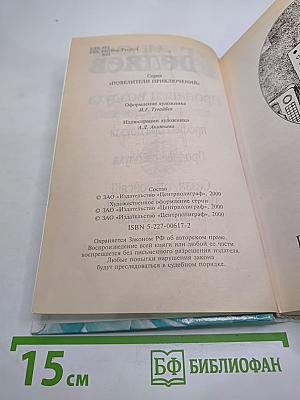 Серия
«ПОВЕЛИТЕЛИ ПРИКЛЮЧЕНИЙ»
Оформление художника
Иллюстрации художника
Состав
© ЗАО «Издательство «Центрполиграф», 2000
Художественное оформление серии
© ЗАО «Издательство «Центрполиграф», 2000
© ЗАО «Издательство «Центрполиграф», 2000
ISBN 5-227-00617-2
Охраняется Законом РФ об авторском праве.
Воспроизведение всей книги или любой ее части
воспрещается без письменного разрешения издателя.
Любые попытки нарушения закона
будут преследоваться в судебном порядке.
15 см
БФ БИБЛИОФАН